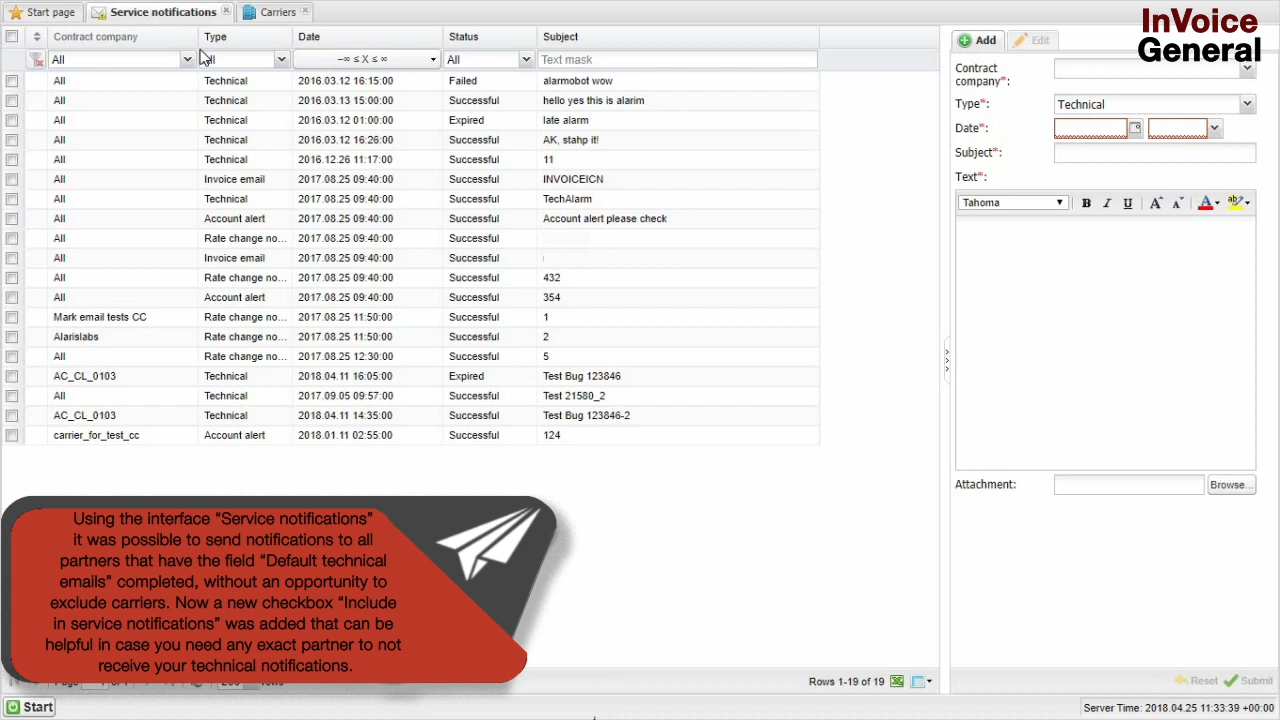 Start page
Service notifications
Carriers
InVoice
General
Contract company Type Date Status Subject
All −∞ ≤ X ≤ ∞ All Text mask
All Technical 2016.03.12 16:15:00 Failed alarmobot wow
All Technical 2016.03.13 15:00:00 Successful hello yes this is alarim
All Technical 2016.03.12 01:00:00 Expired late alarm
All Technical 2016.03.12 16:26:00 Successful AK, stahp it!
All Technical 2016.12.26 11:17:00 Successful 11
All Invoice email 2017.08.25 09:40:00 Successful INVOICEICN
All Technical 2017.08.25 09:40:00 Successful TechAlarm
All Account alert 2017.08.25 09:40:00 Successful Account alert please check
All Rate change no... 2017.08.25 09:40:00 Successful
All Invoice email 2017.08.25 09:40:00 Successful
All Rate change no... 2017.08.25 09:40:00 Successful 432
All Account alert 2017.08.25 09:40:00 Successful 354
Mark email tests CC Rate change no... 2017.08.25 11:50:00 Successful 1
Alarislabs Rate change no... 2017.08.25 11:50:00 Successful 2
All Rate change no... 2017.08.25 12:30:00 Successful 5
AC_CL_0103 Technical 2018.04.11 16:05:00 Expired Test Bug 123846
All Technical 2017.09.05 09:57:00 Successful Test 21580_2
AC_CL_0103 Technical 2018.04.11 14:35:00 Successful Test Bug 123846-2
carrier_for_test_cc Account alert 2018.01.11 02:55:00 Successful 124
Add Edit
Contract
company*:
Type*: Technical
Date*:
Subject*:
Text*:
Tahoma B I U A A A ab
Attachment: Browse...
Using the interface “Service notifications”
it was possible to send notifications to all
partners that have the field “Default technical
emails” completed, without an opportunity to
exclude carriers. Now a new checkbox “Include
in service notifications” was added that can be
helpful in case you need any exact partner to not
receive your technical notifications.
Rows 1-19 of 19
Reset Submit
Start
Server Time: 2018.04.25 11:33:39 +00:00